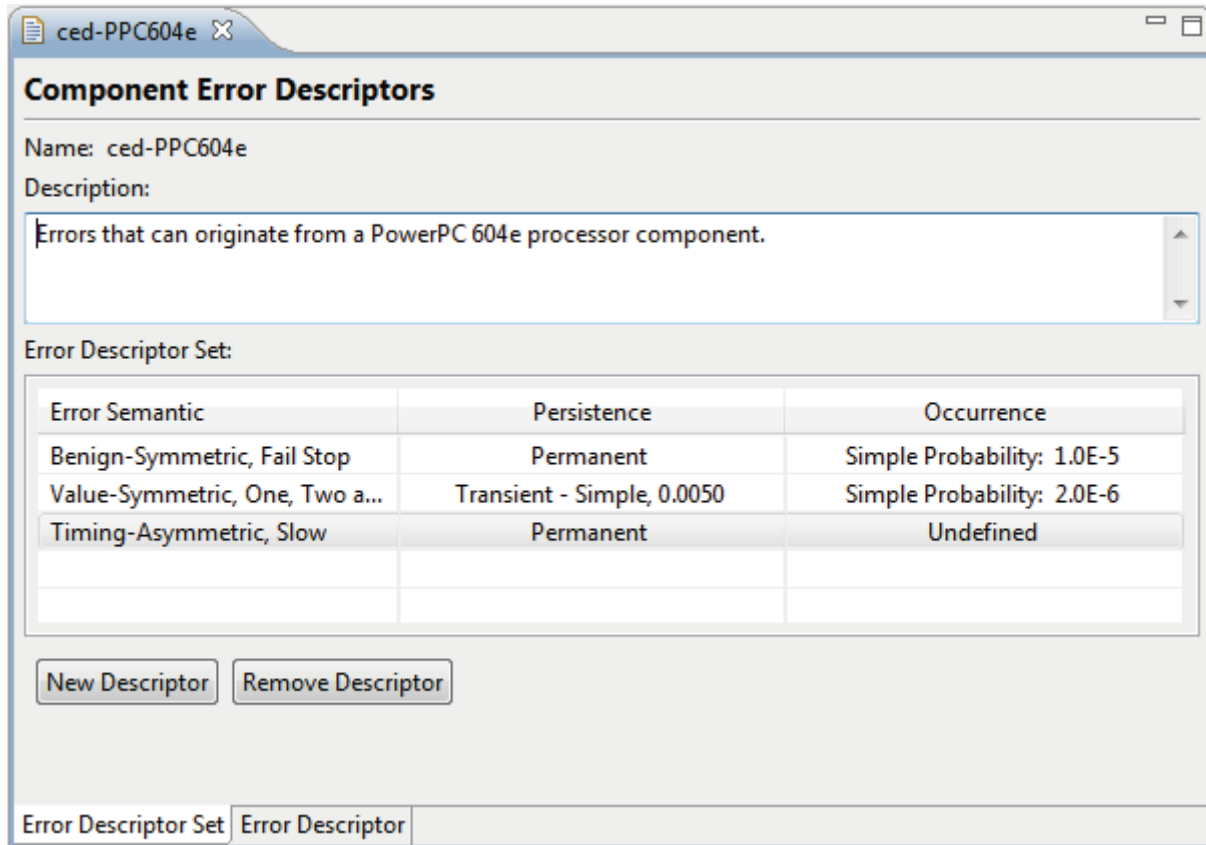 ced-PPC604e
Component Error Descriptors
Name: ced-PPC604e
Description:
Errors that can originate from a PowerPC 604e processor component.
Error Descriptor Set:
Error Semantic Persistence Occurrence
Benign-Symmetric, Fail Stop Permanent Simple Probability: 1.0E-5
Value-Symmetric, One, Two a... Transient - Simple, 0.0050 Simple Probability: 2.0E-6
Timing-Asymmetric, Slow Permanent Undefined
New Descriptor Remove Descriptor
Error Descriptor Set Error Descriptor